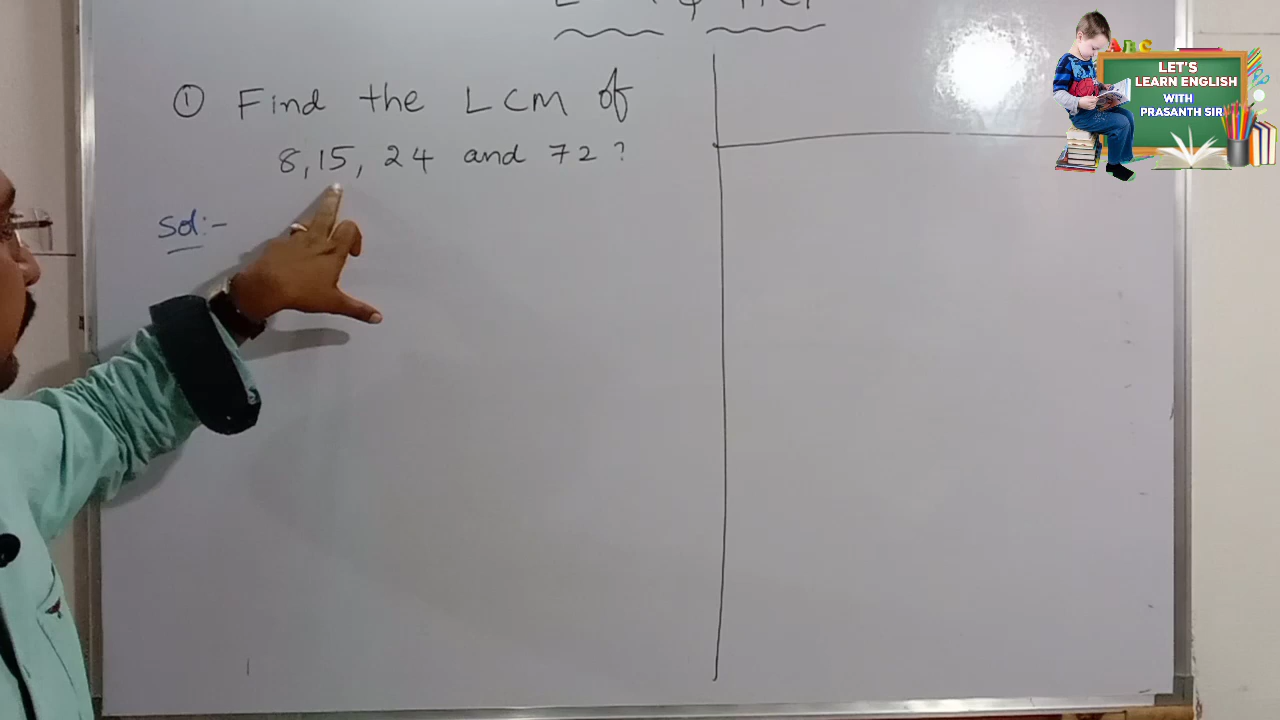 ① Find the LCM of
8, 15, 24 and 72 ?
Sol:-
LET'S
LEARN ENGLISH
WITH
PRASANTH SIR